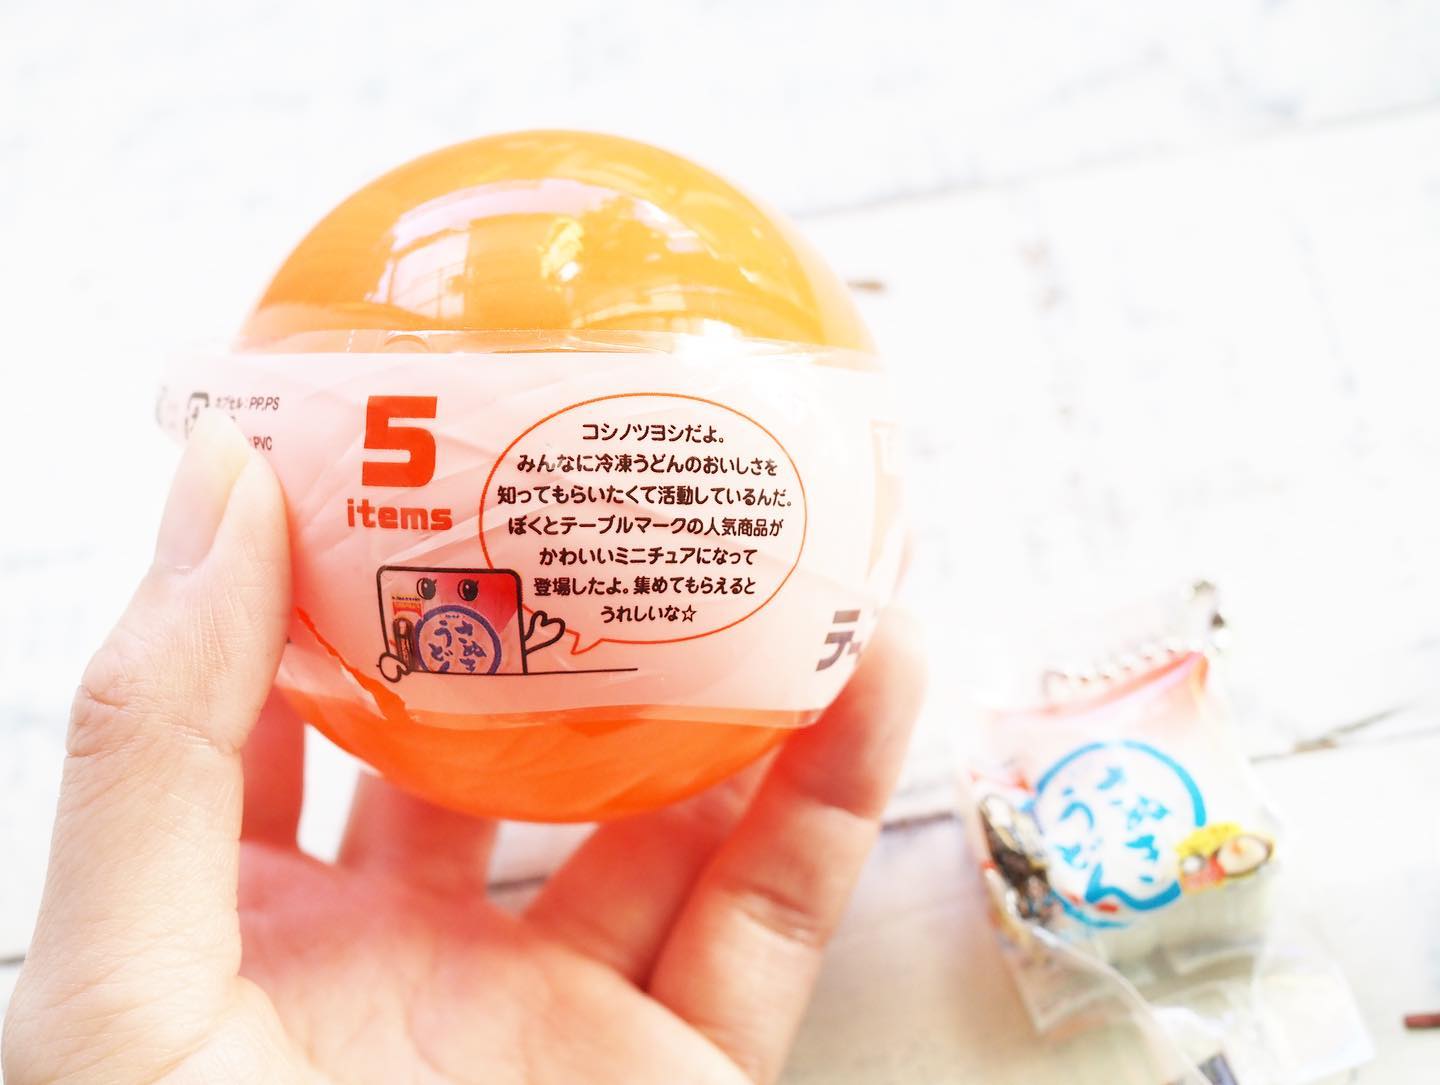 カプセル：PP,PS
PVC
5
items
コシノツヨシだよ。
みんなに冷凍うどんのおいしさを
知ってもらいたくて活動しているんだ。
ぼくとテーブルマークの人気商品が
かわいいミニチュアになって
登場したよ。集めてもらえると
うれしいな☆
さぬき
うどん
テー
さぬき
うどん